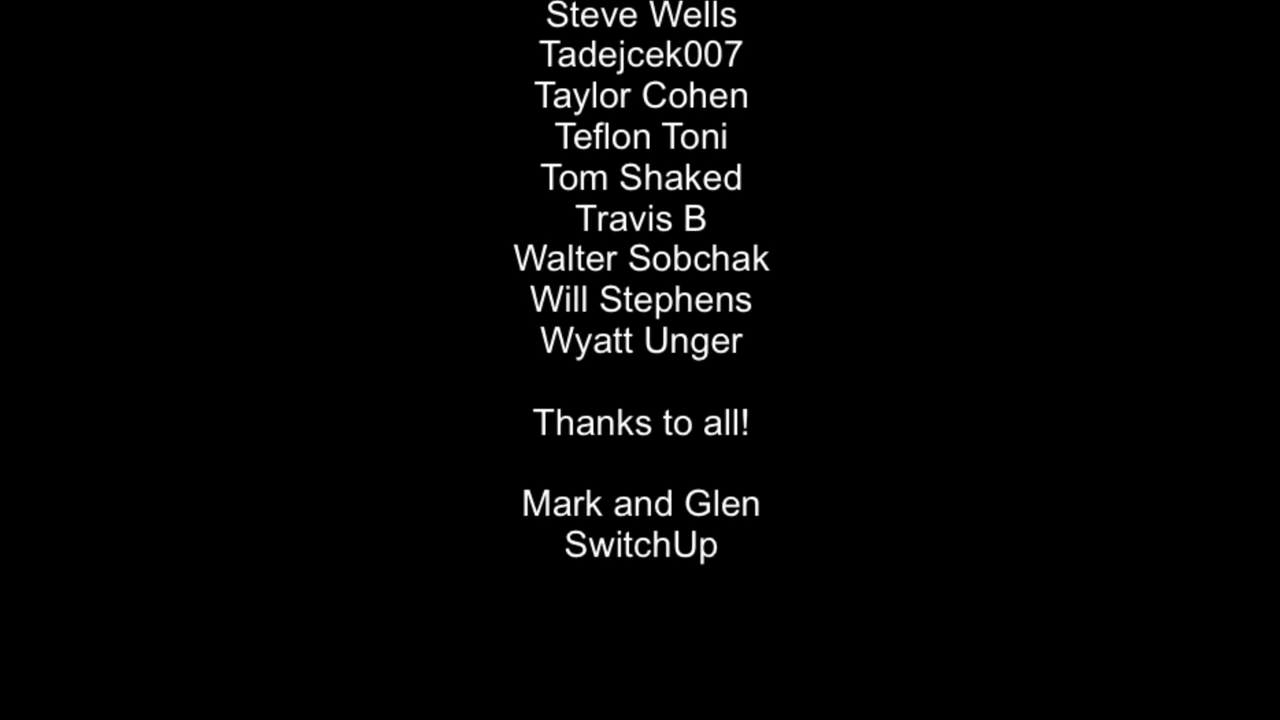 Steve Wells
Tadejcek007
Taylor Cohen
Teflon Toni
Tom Shaked
Travis B
Walter Sobchak
Will Stephens
Wyatt Unger
Thanks to all!
Mark and Glen
SwitchUp